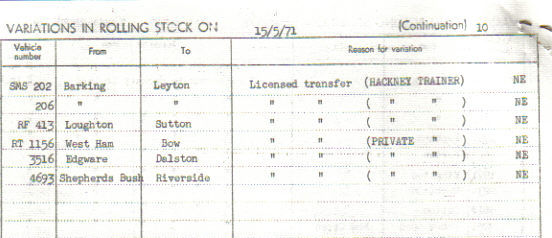 VARIATIONS IN ROLLING STOCK ON 15/5/71 (Continuation) 10
Vehicle number From To Reason for variation
SMS 202 Barking Leyton Licensed transfer (HACKNEY TRAINER) NE
206 " " " " ( " " ) NE
RF 413 Loughton Sutton " " ( " " ) NE
RT 1156 West Ham Bow " " (PRIVATE " ) NE
3516 Edgware Dalston " " ( " " ) NE
4693 Shepherds Bush Riverside " " ( " " ) NE